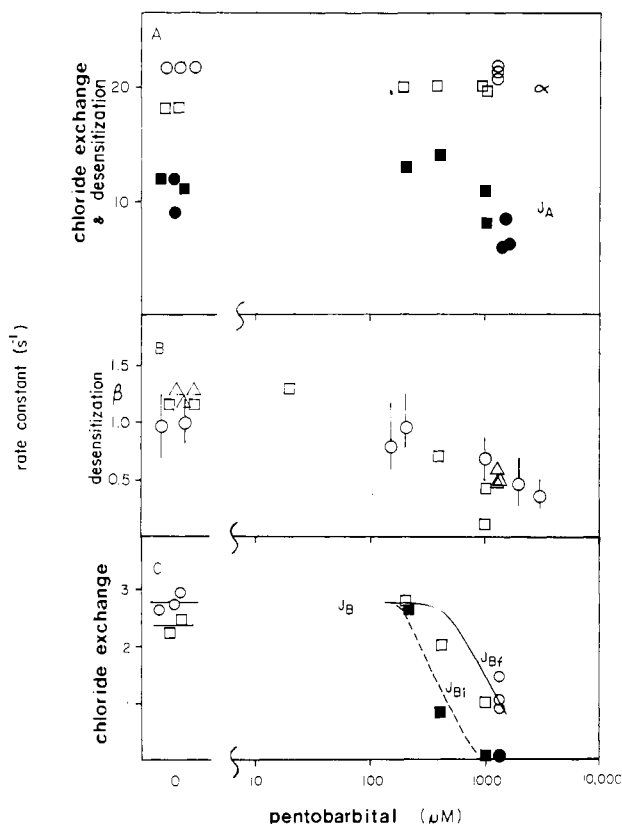 A
chloride exchange
& desensitization
20
10
α
J_A
rate constant (s⁻¹)
B
desensitization
β
1.5
1.0
0.5
C
chloride exchange
3
2
1
J_B
J_Bf
J_Bi
0
10
100
1000
10,000
pentobarbital (μM)